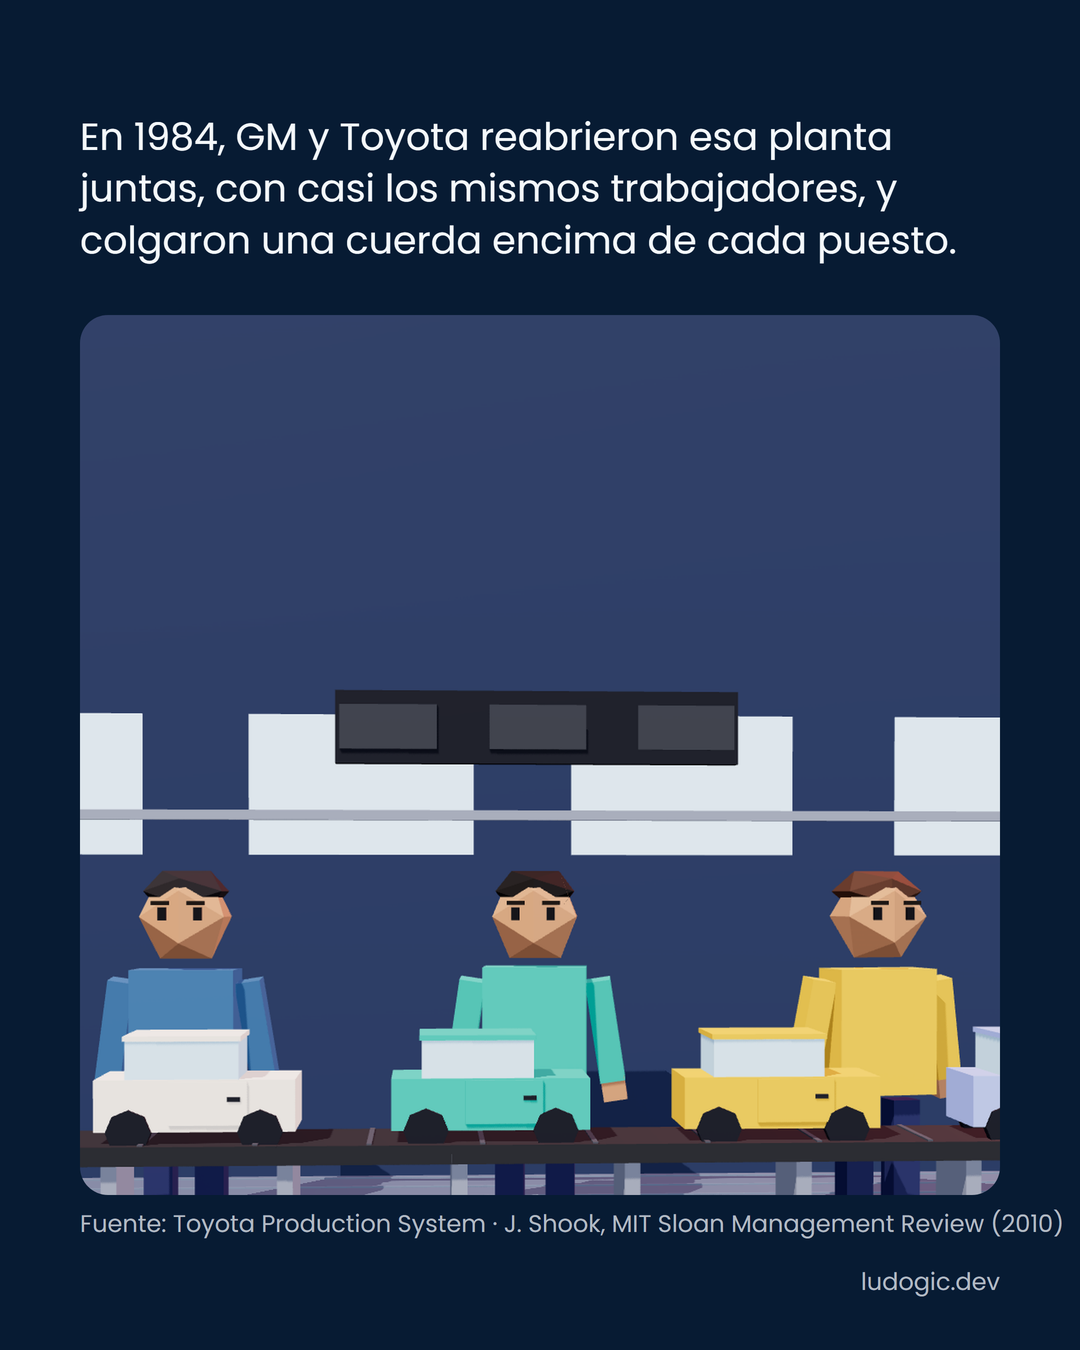 En 1984, GM y Toyota reabrieron esa planta
juntas, con casi los mismos trabajadores, y
colgaron una cuerda encima de cada puesto.
Fuente: Toyota Production System · J. Shook, MIT Sloan Management Review (2010)
ludogic.dev